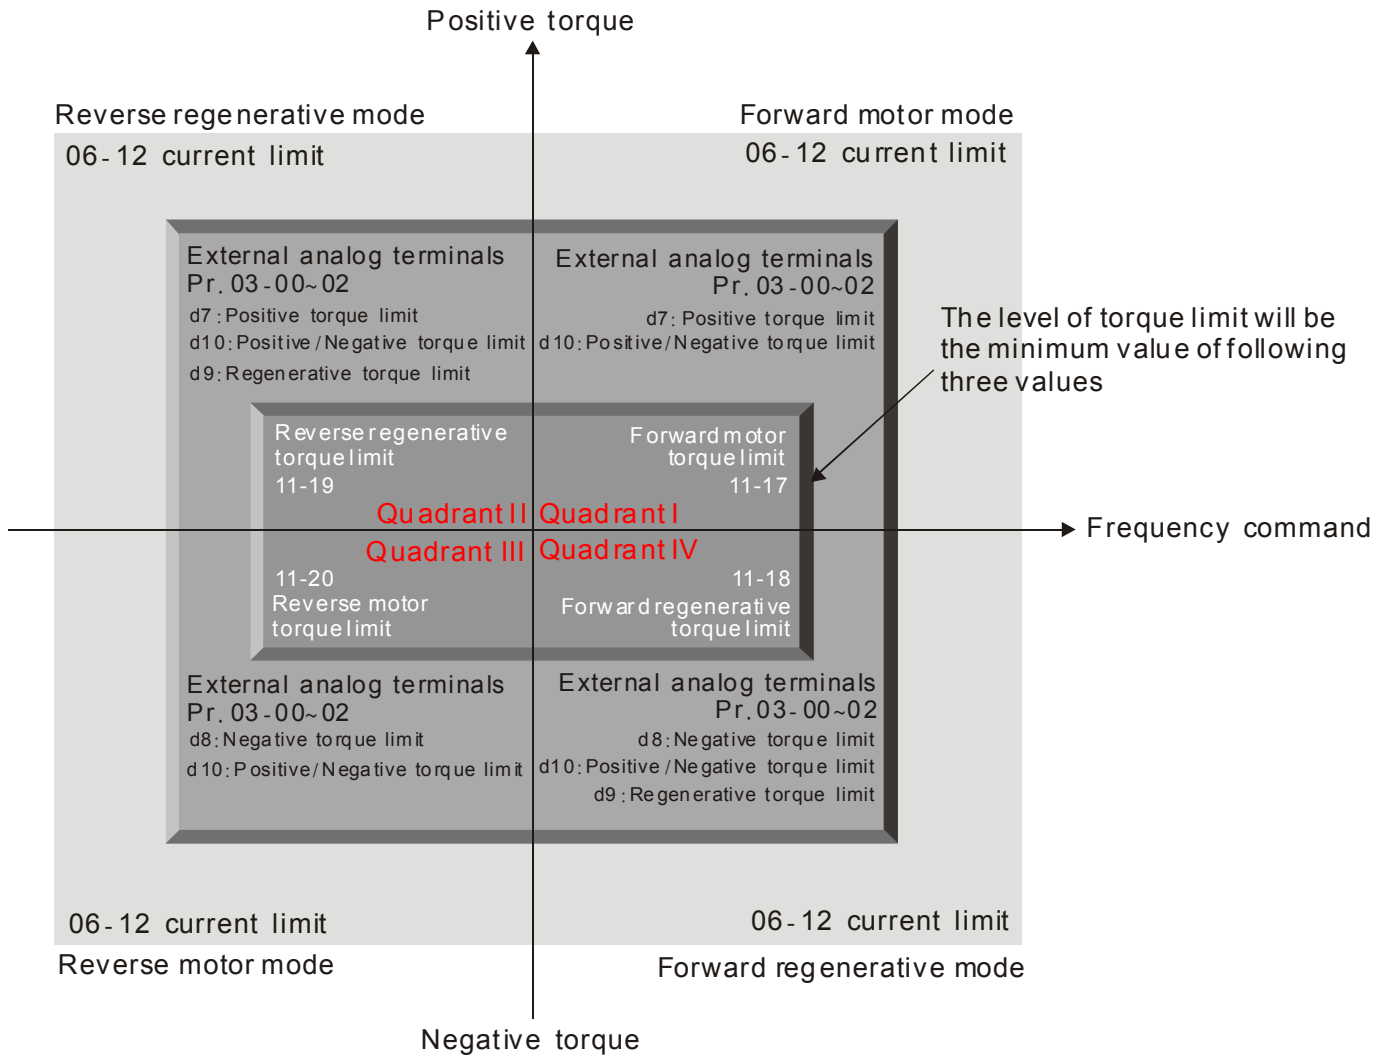 Positive torque
Reverse regenerative mode
Forward motor mode
06-12 current limit
06-12 current limit
External analog terminals
Pr. 03-00~02
d7: Positive torque limit
d10: Positive/Negative torque limit
d9: Regenerative torque limit
External analog terminals
Pr. 03-00~02
d7: Positive torque limit
d10: Positive/Negative torque limit
The level of torque limit will be
the minimum value of following
three values
Reverse regenerative
torque limit
11-19
Quadrant II
Forward motor
torque limit
11-17
Quadrant I
Frequency command
Quadrant III
11-20
Reverse motor
torque limit
Quadrant IV
11-18
Forward regenerative
torque limit
External analog terminals
Pr. 03-00~02
d8: Negative torque limit
d10: Positive/Negative torque limit
External analog terminals
Pr. 03-00~02
d8: Negative torque limit
d10: Positive/Negative torque limit
d9: Regenerative torque limit
06-12 current limit
06-12 current limit
Reverse motor mode
Forward regenerative mode
Negative torque